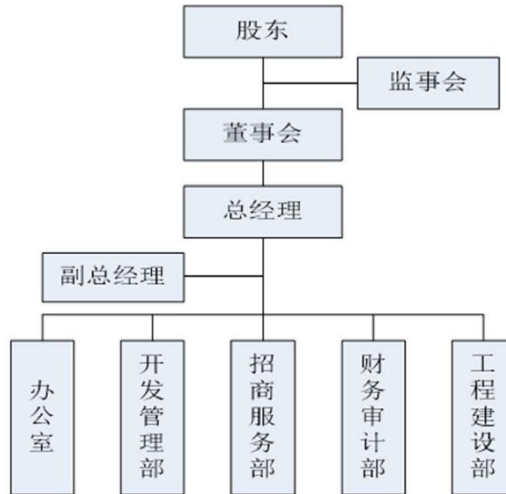 股东
监事会
董事会
总经理
副总经理
办公室
开发管理部
招商服务部
财务审计部
工程建设部